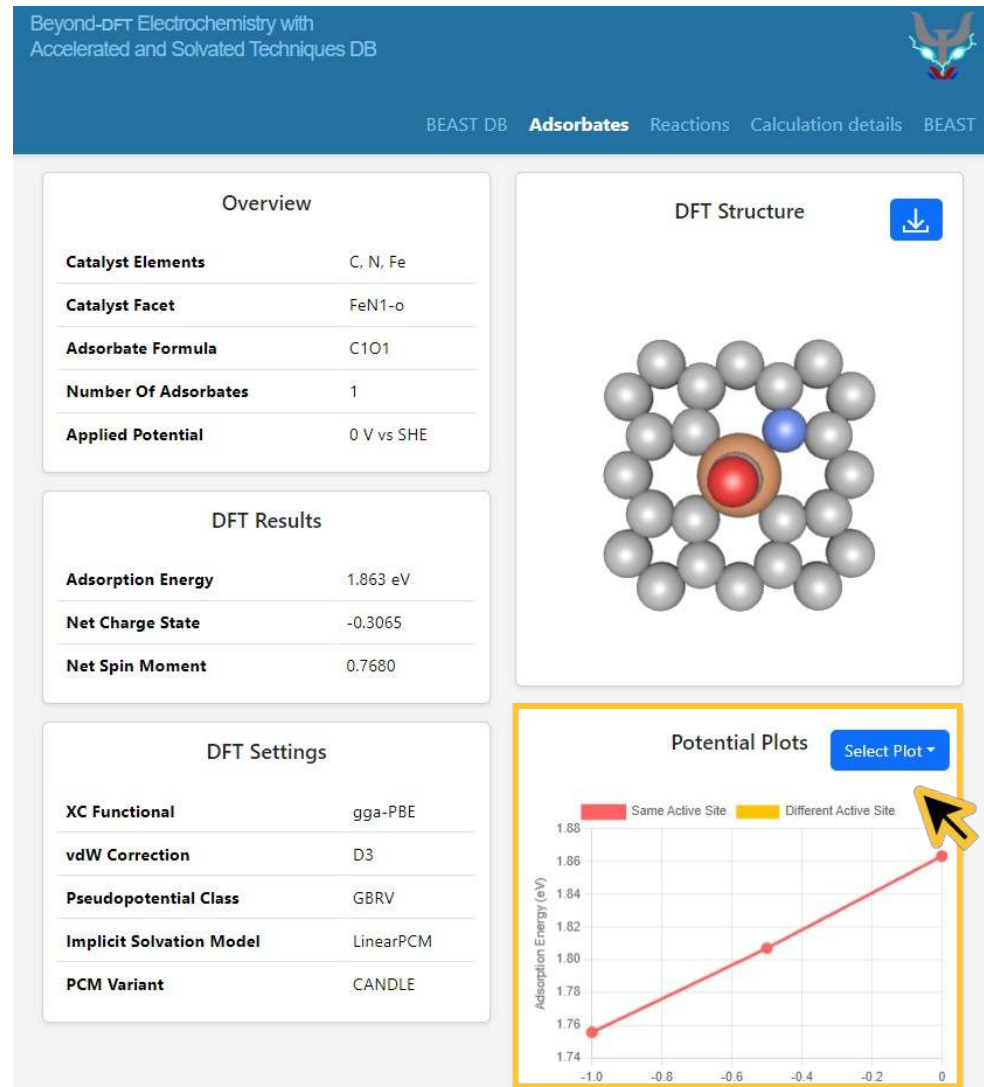 Beyond-DFT Electrochemistry with
Accelerated and Solvated Techniques DB
BEAST DB Adsorbates Reactions Calculation details BEAST
Overview
Catalyst Elements C, N, Fe
Catalyst Facet FeN1-o
Adsorbate Formula C1O1
Number Of Adsorbates 1
Applied Potential 0 V vs SHE
DFT Results
Adsorption Energy 1.863 eV
Net Charge State -0.3065
Net Spin Moment 0.7680
DFT Settings
XC Functional gga-PBE
vdW Correction D3
Pseudopotential Class GBRV
Implicit Solvation Model LinearPCM
PCM Variant CANDLE
DFT Structure
Potential Plots
Select Plot
Same Active Site Different Active Site
Adsorption Energy (eV)
1.88
1.86
1.84
1.82
1.80
1.78
1.76
1.74
-1.0 -0.8 -0.6 -0.4 -0.2 0